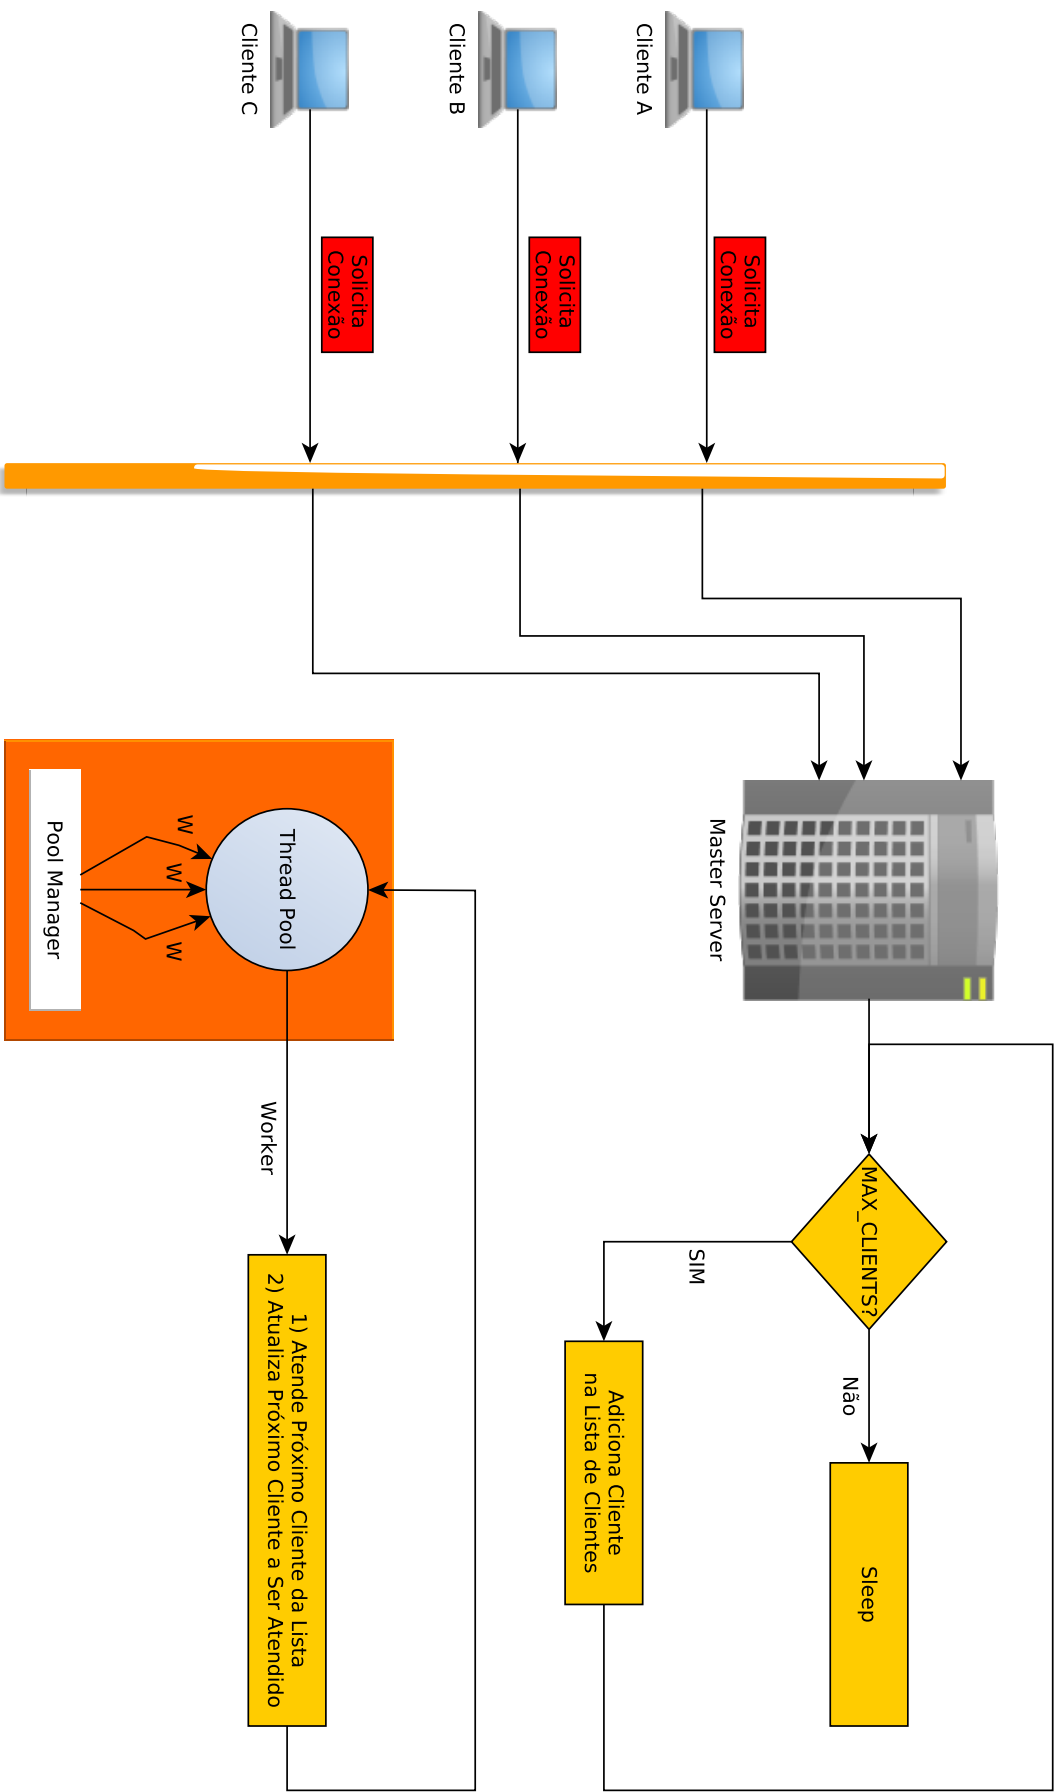 Cliente A
Solicita
Conexão
Cliente B
Solicita
Conexão
Cliente C
Solicita
Conexão
Master Server
MAX_CLIENTS?
Não
Sleep
SIM
Adiciona Cliente
na Lista de Clientes
Thread Pool
W
W
W
Pool Manager
Worker
1) Atende Próximo Cliente da Lista
2) Atualiza Próximo Cliente a Ser Atendido